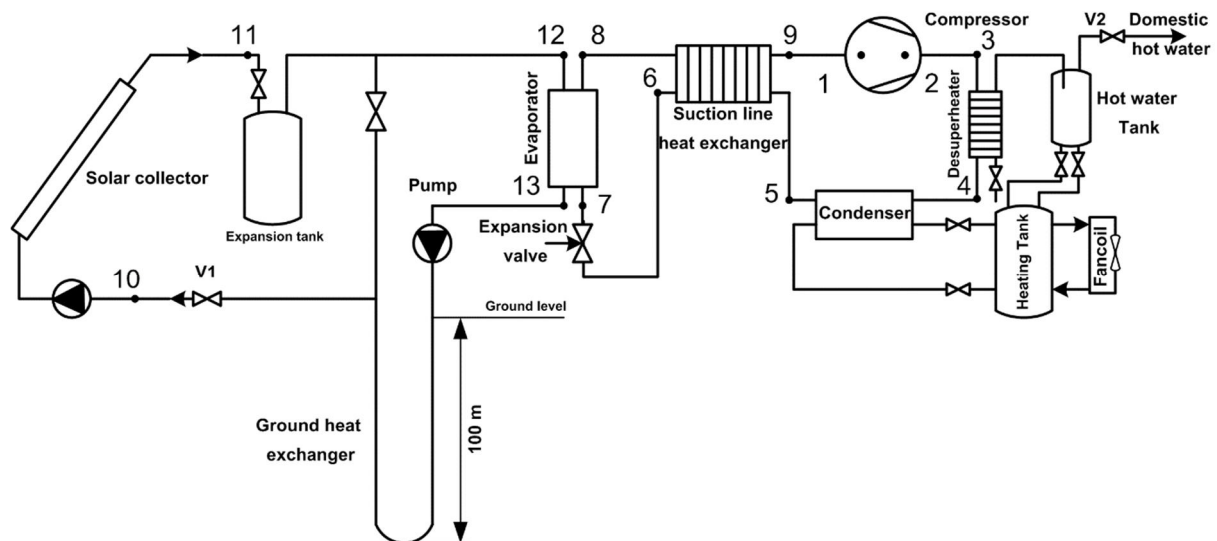 11
12
8
9
Compressor
3
V2
Domestic
hot water
6
1
2
Solar collector
Expansion tank
Evaporator
Suction line
heat exchanger
Desuperheater
Hot water
Tank
Pump
13
7
5
4
Condenser
Expansion
valve
Heating Tank
Fancoil
10
V1
Ground level
100 m
Ground heat
exchanger